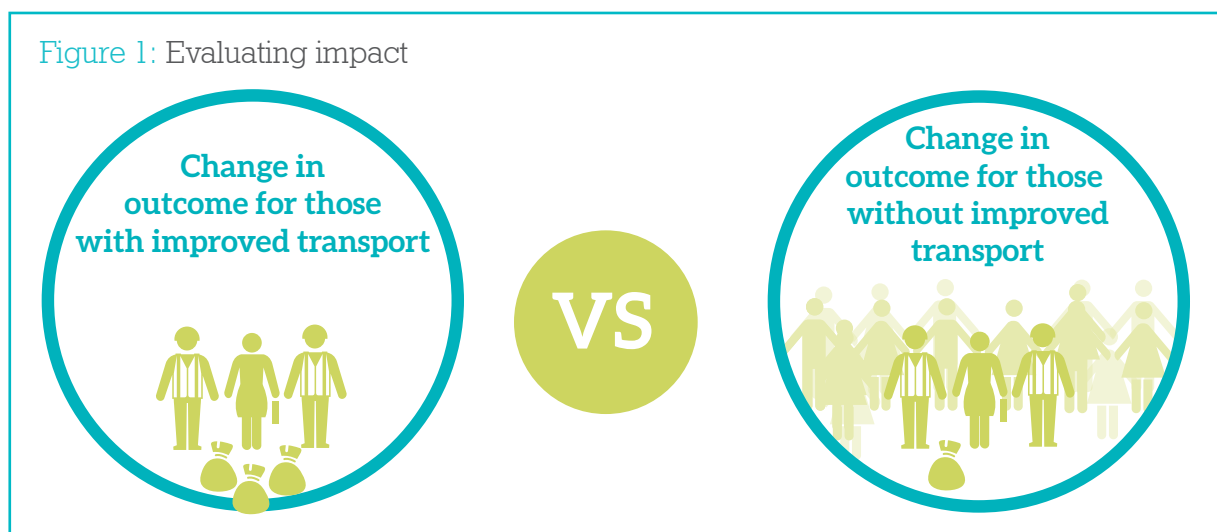 Figure 1: Evaluating impact
Change in
outcome for those
with improved transport
VS
Change in
outcome for those
without improved
transport